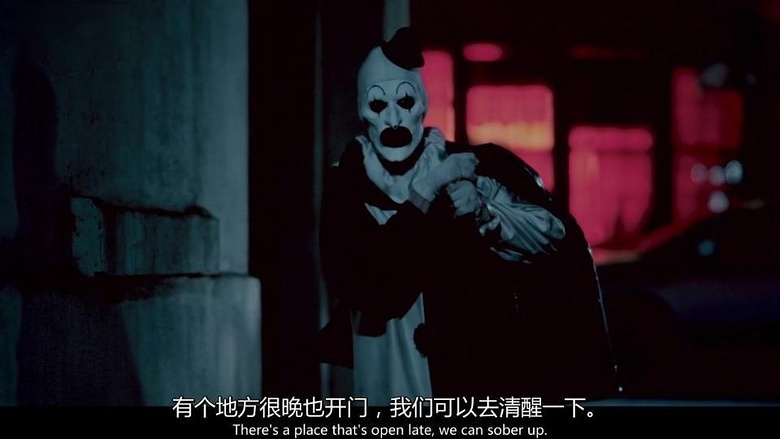 有个地方很晚也开门，我们可以去清醒一下。
There's a place that's open late, we can sober up.